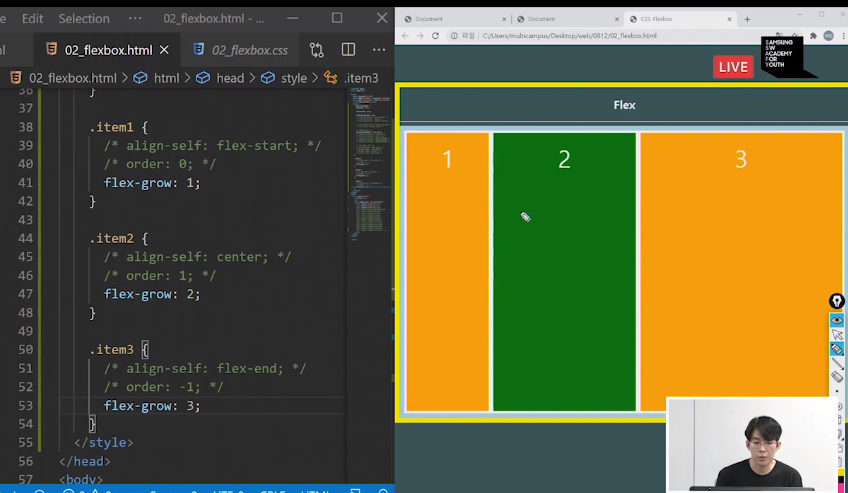 Edit Selection ... 02_flexbox.html - ...
02_flexbox.html 02_flexbox.css ...
02_flexbox.html > html > head > style > .item3
36 }
37
38 .item1 {
39 /* align-self: flex-start; */
40 /* order: 0; */
41 flex-grow: 1;
42 }
43
44 .item2 {
45 /* align-self: center; */
46 /* order: 1; */
47 flex-grow: 2;
48 }
49
50 .item3 {
51 /* align-self: flex-end; */
52 /* order: -1; */
53 flex-grow: 3;
54 }
55 </style>
56 </head>
57 <body>
Document Document CSS Flexbox
파일 | C:/Users/multicampus/Desktop/web/0812/02_flexbox.html
LIVE
SAMSUNG
SW
ACADEMY
FOR
YOUTH
Flex
1 2 3